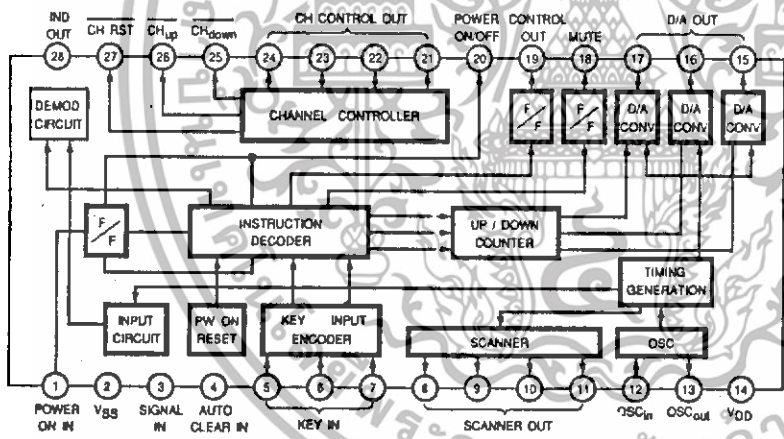 IND OUT
CH RST
CH up
CH down
CH CONTROL OUT
POWER ON/OFF
CONTROL OUT
MUTE
D/A OUT
28
27
26
25
24
23
22
21
20
19
18
17
16
15
DEMOD CIRCUIT
CHANNEL CONTROLLER
F/F
F/F
D/A CONV
D/A CONV
D/A CONV
F/F
INSTRUCTION DECODER
UP / DOWN COUNTER
TIMING GENERATION
INPUT CIRCUIT
PW ON RESET
KEY INPUT ENCODER
SCANNER
OSC
1
2
3
4
5
6
7
8
9
10
11
12
13
14
POWER ON IN
VSS
SIGNAL IN
AUTO CLEAR IN
KEY IN
SCANNER OUT
OSCin
OSCout
VDD